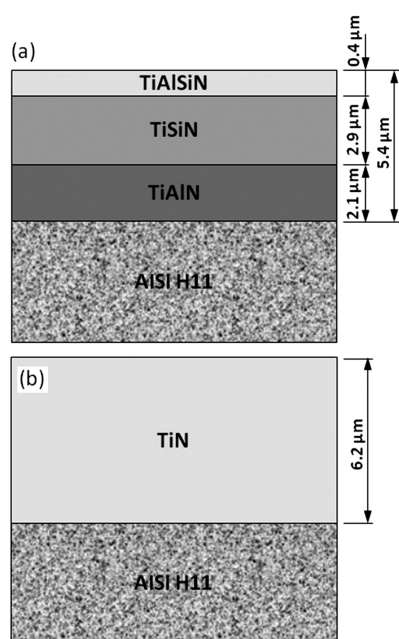 (a)
TiAlSiN
TiSiN
TiAlN
AISI H11
0.4 µm
2.9 µm
2.1 µm
5.4 µm
(b)
TiN
AISI H11
6.2 µm